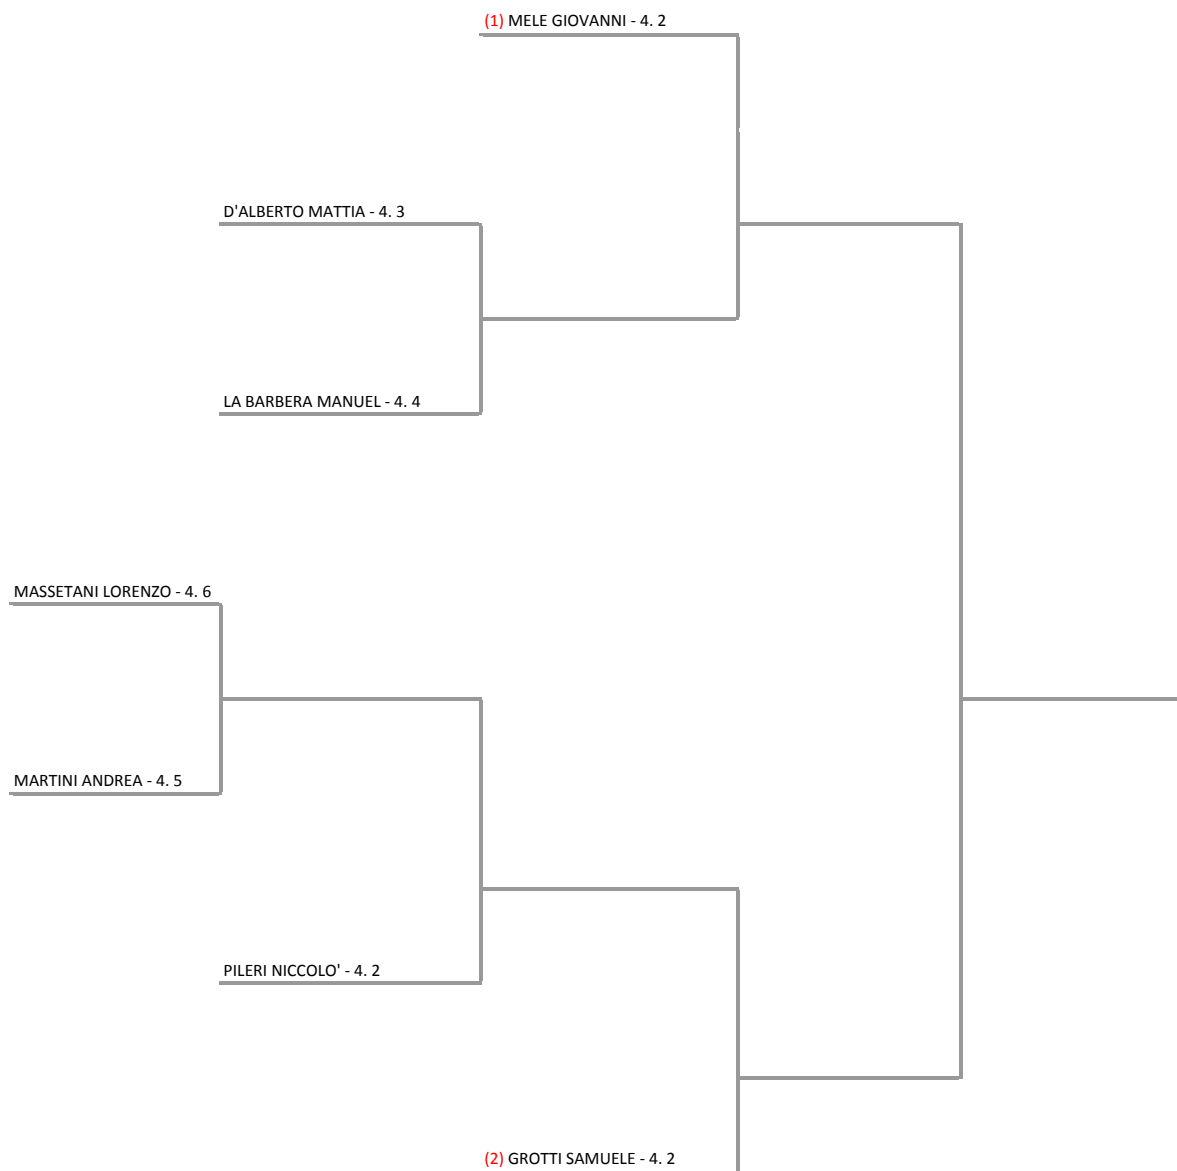 (1) MELE GIOVANNI - 4. 2
D'ALBERTO MATTIA - 4. 3
LA BARBERA MANUEL - 4. 4
MASSETANI LORENZO - 4. 6
MARTINI ANDREA - 4. 5
PILERI NICCOLO' - 4. 2
(2) GROTTI SAMUELE - 4. 2